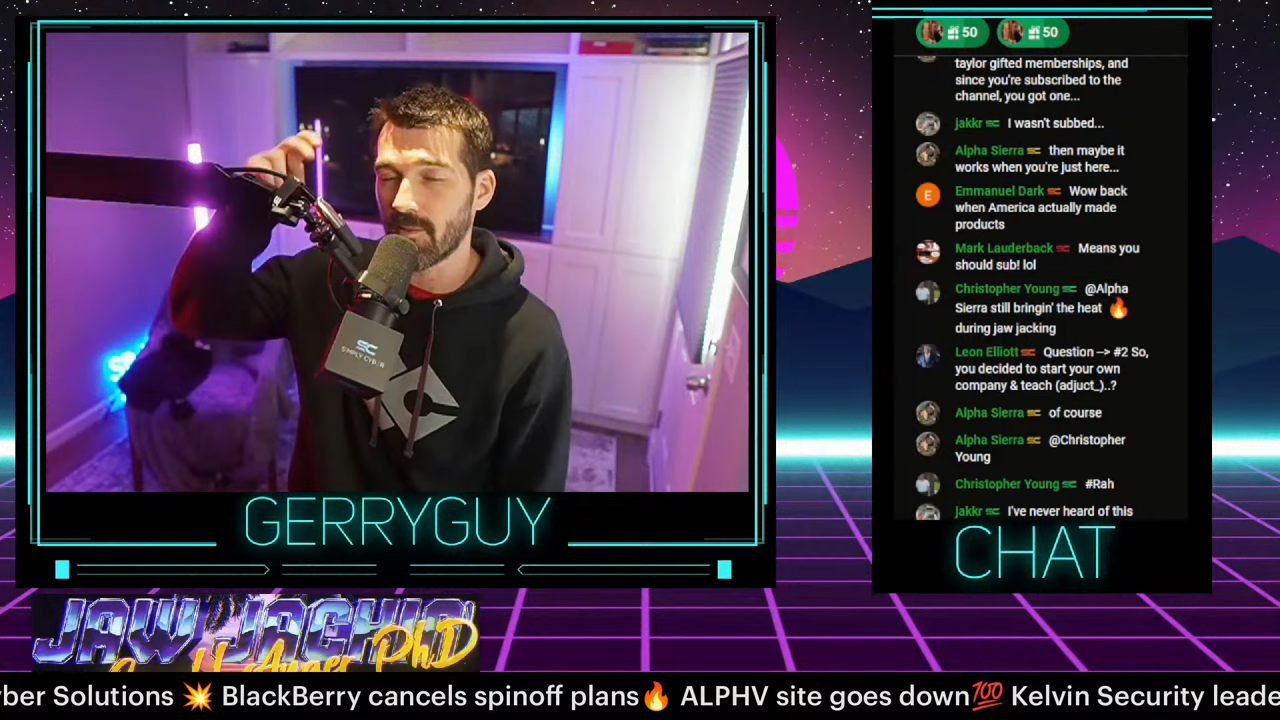 50
50
taylor gifted memberships, and
since you're subscribed to the
channel, you got one...
jakkr I wasn't subbed...
Alpha Sierra then maybe it
works when you're just here...
E
Emmanuel Dark Wow back
when America actually made
products
Mark Lauderback Means you
should sub! lol
Christopher Young @Alpha
Sierra still bringin' the heat 🔥
during jaw jacking
Leon Elliott Question --> #2 So,
you decided to start your own
company & teach (adjuct_)..?
Alpha Sierra of course
Alpha Sierra @Christopher
Young
Christopher Young #Rah
jakkr I've never heard of this
CHAT
SIMPLY CYBER
GERRYGUY
JAW JACKIN'
PhD
yber Solutions 💥 BlackBerry cancels spinoff plans🔥 ALPHV site goes down💯 Kelvin Security leade